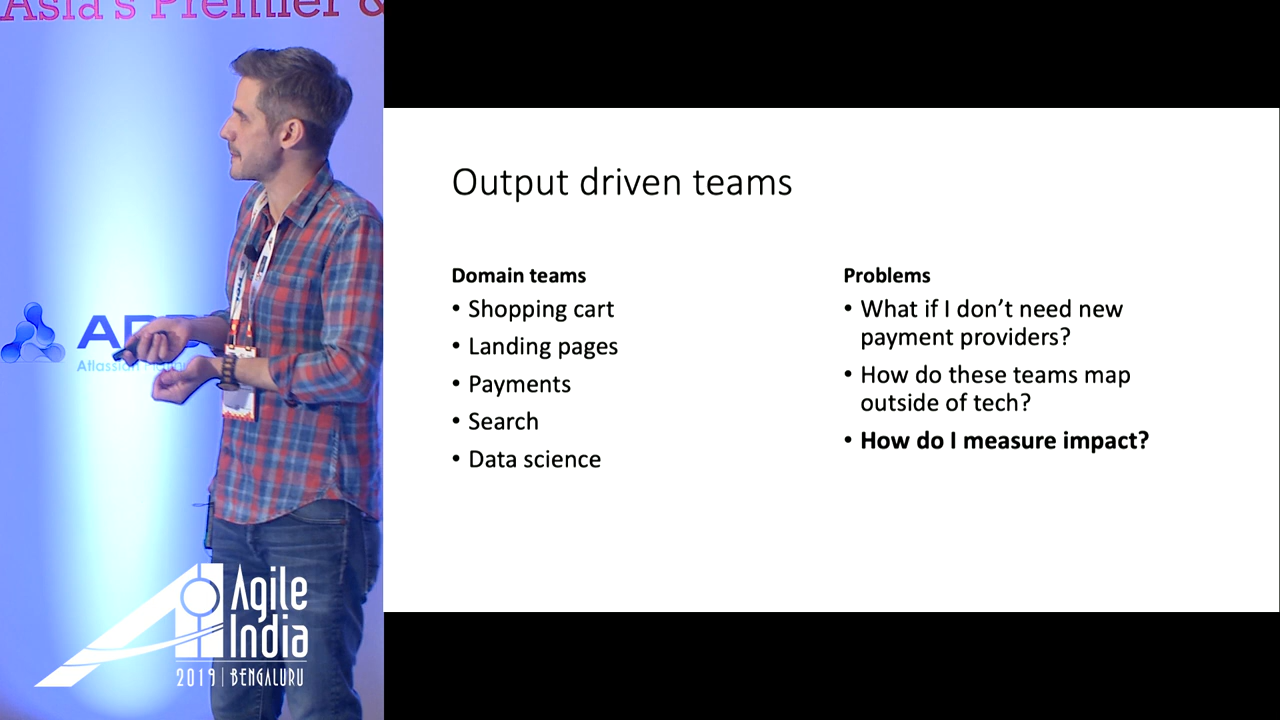 Asia's Premier &
Atlassian
Agile
India
2019 | BENGALURU
Output driven teams
Domain teams
• Shopping cart
• Landing pages
• Payments
• Search
• Data science
Problems
• What if I don’t need new
payment providers?
• How do these teams map
outside of tech?
• How do I measure impact?